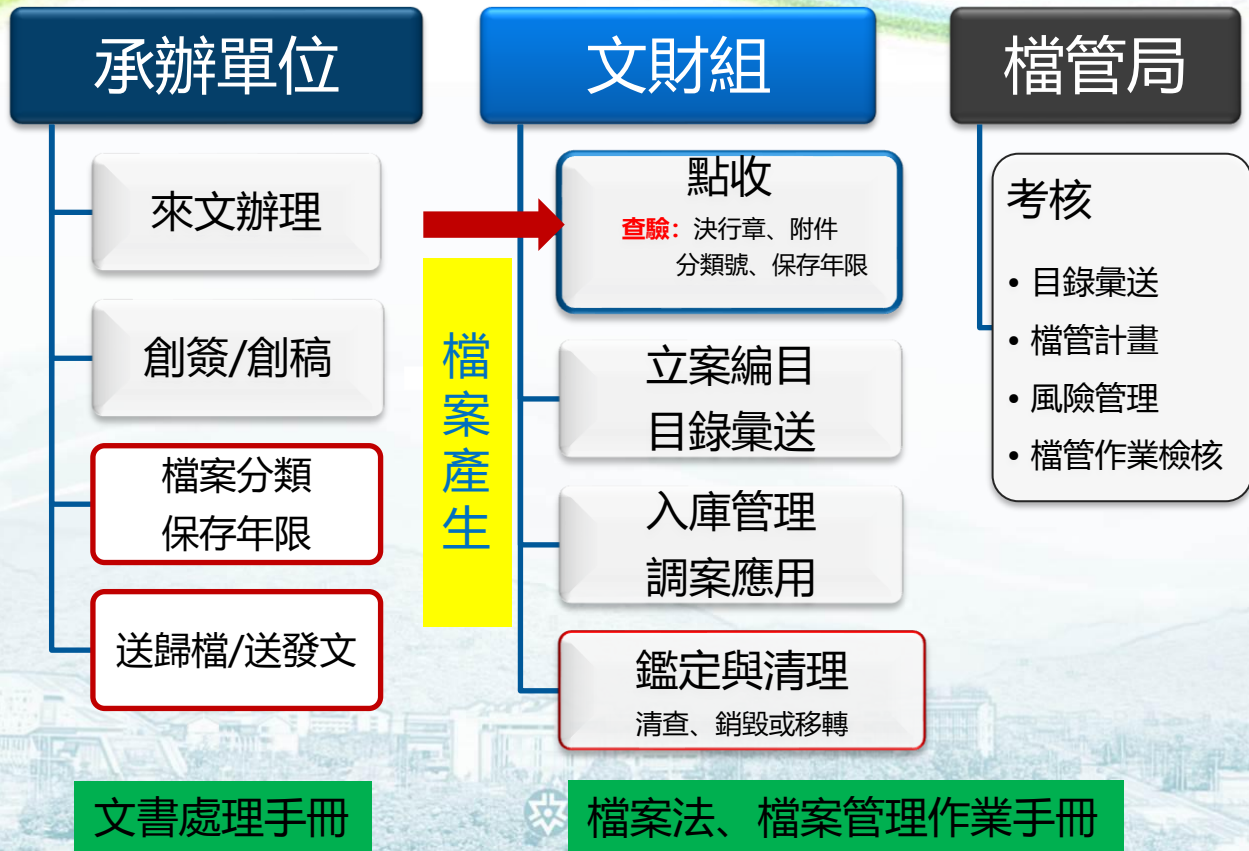 承辦單位
來文辦理
創簽/創稿
檔案分類
保存年限
送歸檔/送發文
文書處理手冊
檔案產生
文財組
點收
查驗：決行章、附件
分類號、保存年限
立案編目
目錄彙送
入庫管理
調案應用
鑑定與清理
清查、銷毀或移轉
檔案法、檔案管理作業手冊
檔管局
考核
• 目錄彙送
• 檔管計畫
• 風險管理
• 檔管作業檢核